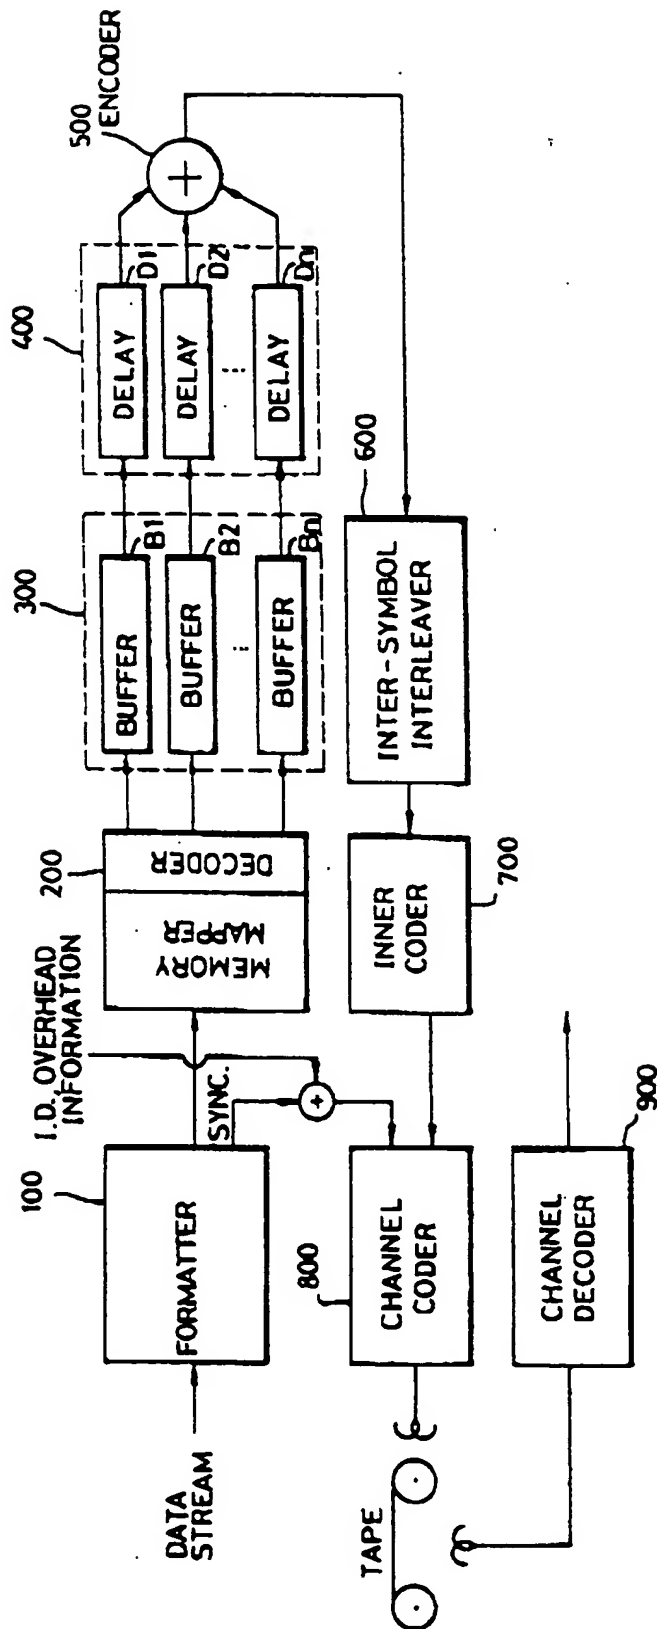 DATA
STREAM
100
FORMATTER
I.D., OVERHEAD
INFORMATION
SYNC.
+
200
MEMORY
MAPPER
DECODER
300
BUFFER
B1
BUFFER
B2
BUFFER
Bn
400
DELAY
D1
DELAY
D2
DELAY
Dn
500
ENCODER
+
600
INTER-SYMBOL
INTERLEAVER
700
INNER
CODER
800
CHANNEL
CODER
TAPE
900
CHANNEL
DECODER